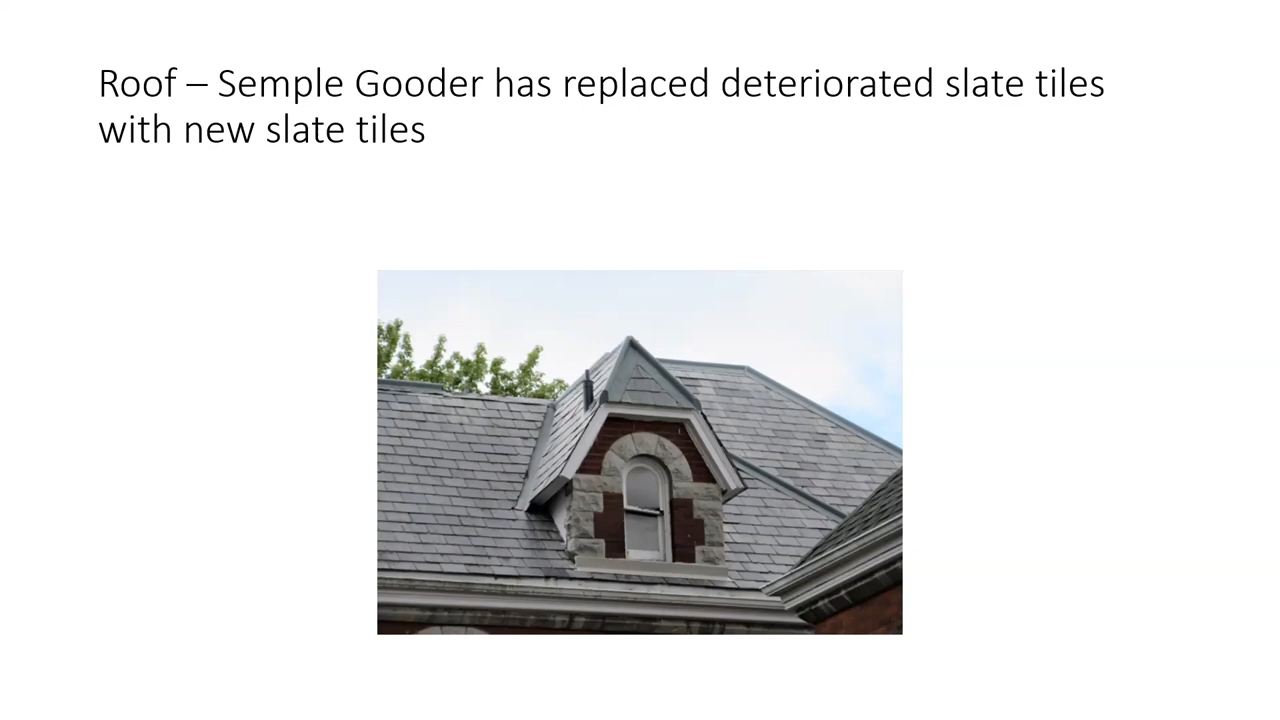 Roof – Semple Gooder has replaced deteriorated slate tiles
with new slate tiles